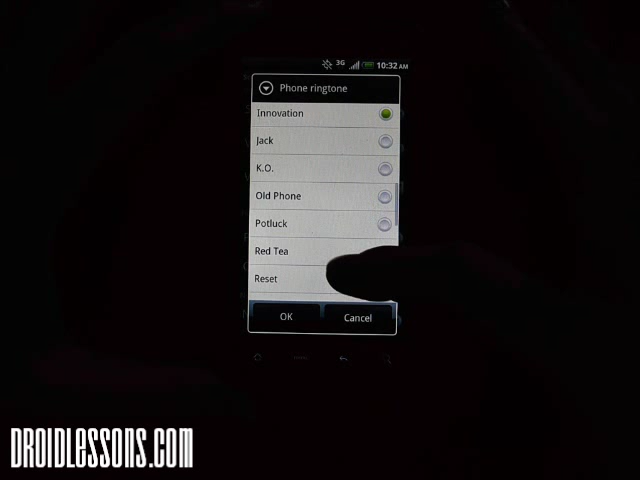 3G 10:32 AM
Phone ringtone
Innovation
Jack
K.O.
Old Phone
Potluck
Red Tea
Reset
OK Cancel
DROIDLESSONS.COM